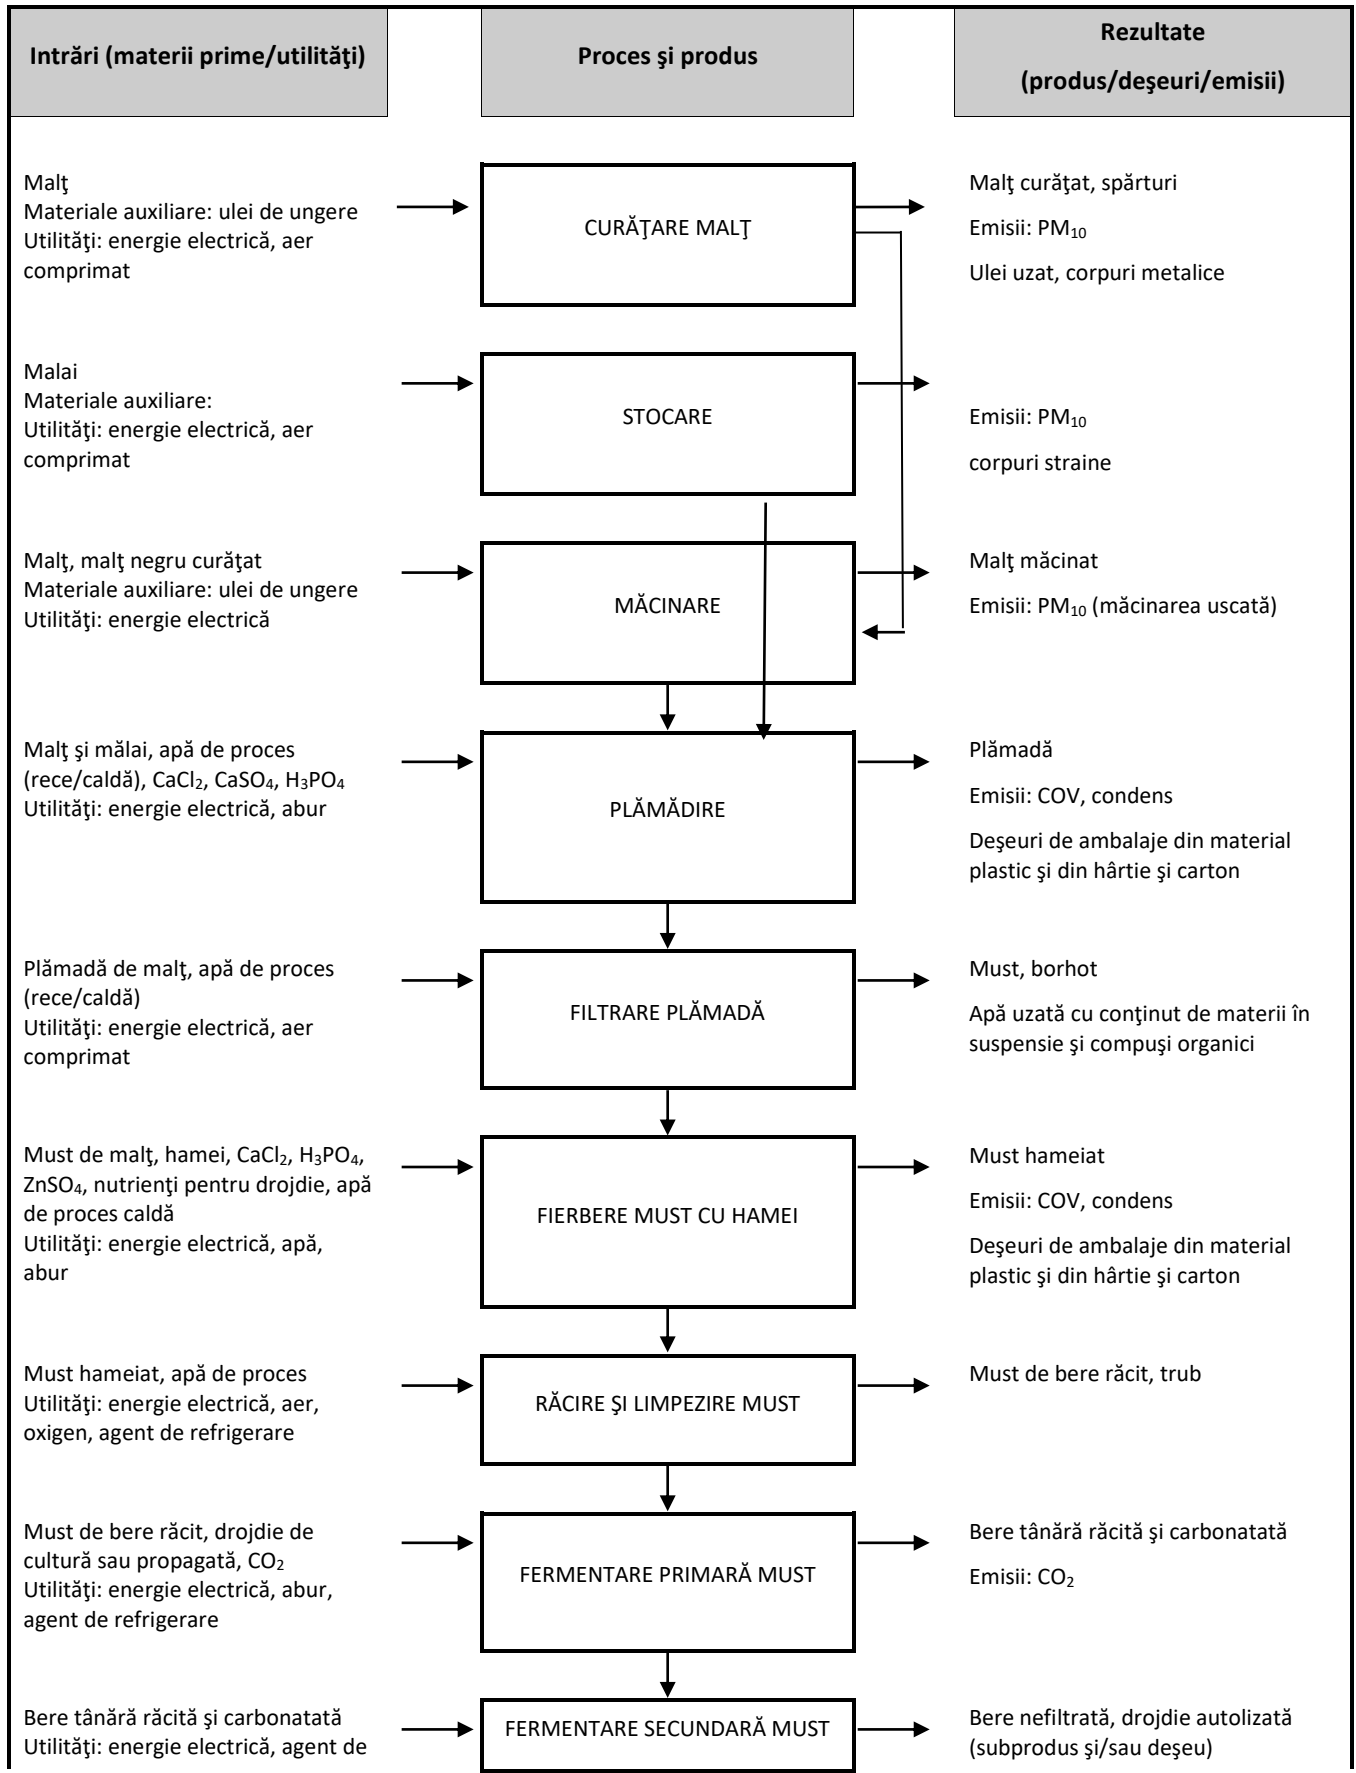 Intrări (materii prime/utilităţi)
Proces şi produs
Rezultate
(produs/deşeuri/emisii)
Malţ
Materiale auxiliare: ulei de ungere
Utilităţi: energie electrică, aer
comprimat
CURĂŢARE MALŢ
Malţ curăţat, spărturi
Emisii: PM₁₀
Ulei uzat, corpuri metalice
Malai
Materiale auxiliare:
Utilităţi: energie electrică, aer
comprimat
STOCARE
Emisii: PM₁₀
corpuri straine
Malţ, malţ negru curăţat
Materiale auxiliare: ulei de ungere
Utilităţi: energie electrică
MĂCINARE
Malţ măcinat
Emisii: PM₁₀ (măcinarea uscată)
Malţ şi mălai, apă de proces
(rece/caldă), CaCl₂, CaSO₄, H₃PO₄
Utilităţi: energie electrică, abur
PLĂMĂDIRE
Plămadă
Emisii: COV, condens
Deşeuri de ambalaje din material
plastic şi din hârtie şi carton
Plămadă de malţ, apă de proces
(rece/caldă)
Utilităţi: energie electrică, aer
comprimat
FILTRARE PLĂMADĂ
Must, borhot
Apă uzată cu conţinut de materii în
suspensie şi compuşi organici
Must de malţ, hamei, CaCl₂, H₃PO₄,
ZnSO₄, nutrienţi pentru drojdie, apă
de proces caldă
Utilităţi: energie electrică, apă,
abur
FIERBERE MUST CU HAMEI
Must hameiat
Emisii: COV, condens
Deşeuri de ambalaje din material
plastic şi din hârtie şi carton
Must hameiat, apă de proces
Utilităţi: energie electrică, aer,
oxigen, agent de refrigerare
RĂCIRE ŞI LIMPEZIRE MUST
Must de bere răcit, trub
Must de bere răcit, drojdie de
cultură sau propagată, CO₂
Utilităţi: energie electrică, abur,
agent de refrigerare
FERMENTARE PRIMARĂ MUST
Bere tânără răcită şi carbonatată
Emisii: CO₂
Bere tânără răcită şi carbonatată
Utilităţi: energie electrică, agent de
FERMENTARE SECUNDARĂ MUST
Bere nefiltrată, drojdie autolizată
(subprodus şi/sau deşeu)